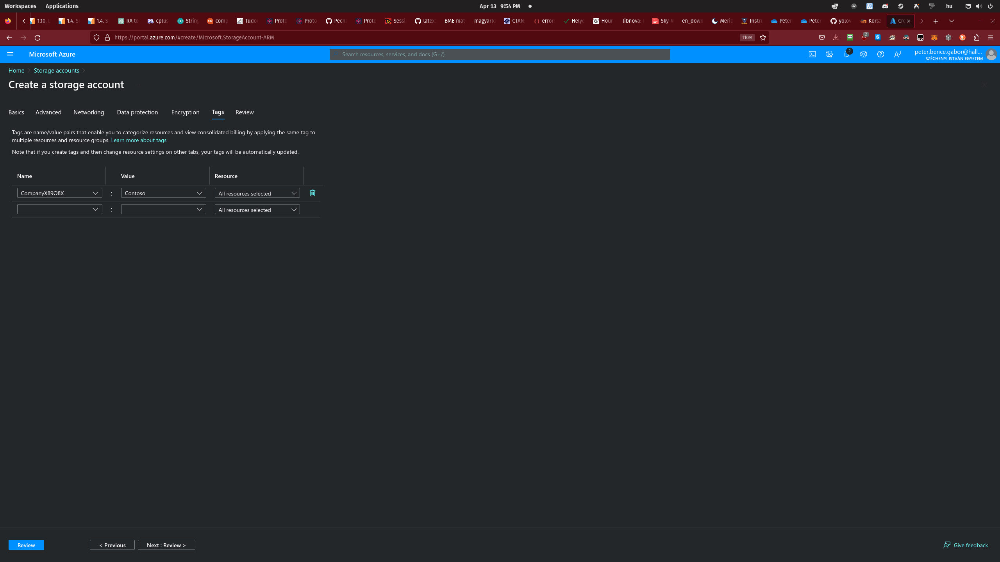 Workspaces Applications Apr 13 9:54 PM hu
1.10. 1.4. 1.4. RA to cplus String comp Tudo Proto Proto Pecne Proto Sessi latex BME mat magyarld CTAN: errors Helye Hour libnova: Sky-W en_down Merid Instru Peter Peter yolov Korsz Cre
https://portal.azure.com/#create/Microsoft.StorageAccount-ARM 110% 2
Microsoft Azure Search resources, services, and docs (G+/) 2 peter.bence.gabor@hall...
SZÉCHENYI ISTVÁN EGYETEM
Home > Storage accounts >
Create a storage account
Basics Advanced Networking Data protection Encryption Tags Review
Tags are name/value pairs that enable you to categorize resources and view consolidated billing by applying the same tag to
multiple resources and resource groups. Learn more about tags
Note that if you create tags and then change resource settings on other tabs, your tags will be automatically updated.
Name Value Resource
CompanyX89O8X : Contoso All resources selected
: All resources selected
Review < Previous Next : Review > Give feedback